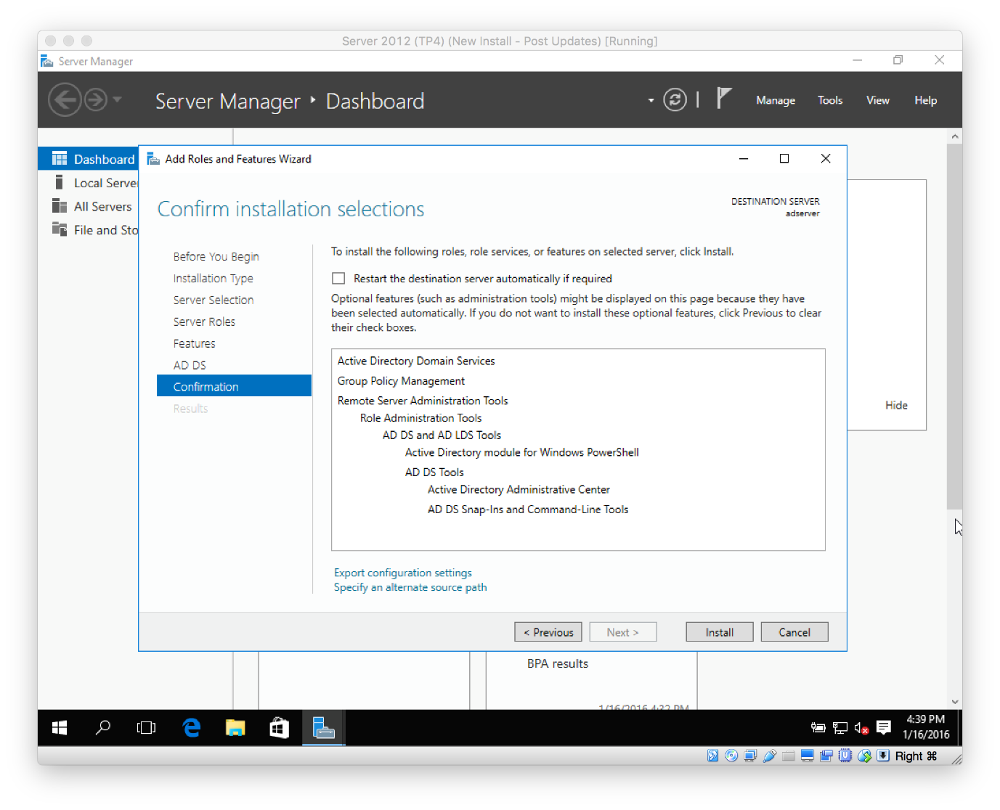 Server 2012 (TP4) (New Install - Post Updates) [Running]
Server Manager
Server Manager ‣ Dashboard
Manage
Tools
View
Help
Dashboard
Local Serve
All Servers
File and Sto
Add Roles and Features Wizard
Confirm installation selections
DESTINATION SERVER
adserver
Before You Begin
Installation Type
Server Selection
Server Roles
Features
AD DS
Confirmation
Results
To install the following roles, role services, or features on selected server, click Install.
Restart the destination server automatically if required
Optional features (such as administration tools) might be displayed on this page because they have
been selected automatically. If you do not want to install these optional features, click Previous to clear
their check boxes.
Active Directory Domain Services
Group Policy Management
Remote Server Administration Tools
Role Administration Tools
AD DS and AD LDS Tools
Active Directory module for Windows PowerShell
AD DS Tools
Active Directory Administrative Center
AD DS Snap-Ins and Command-Line Tools
Export configuration settings
Specify an alternate source path
< Previous
Next >
Install
Cancel
Hide
BPA results
1/16/2016 4:32 PM
4:39 PM
1/16/2016
Right ⌘